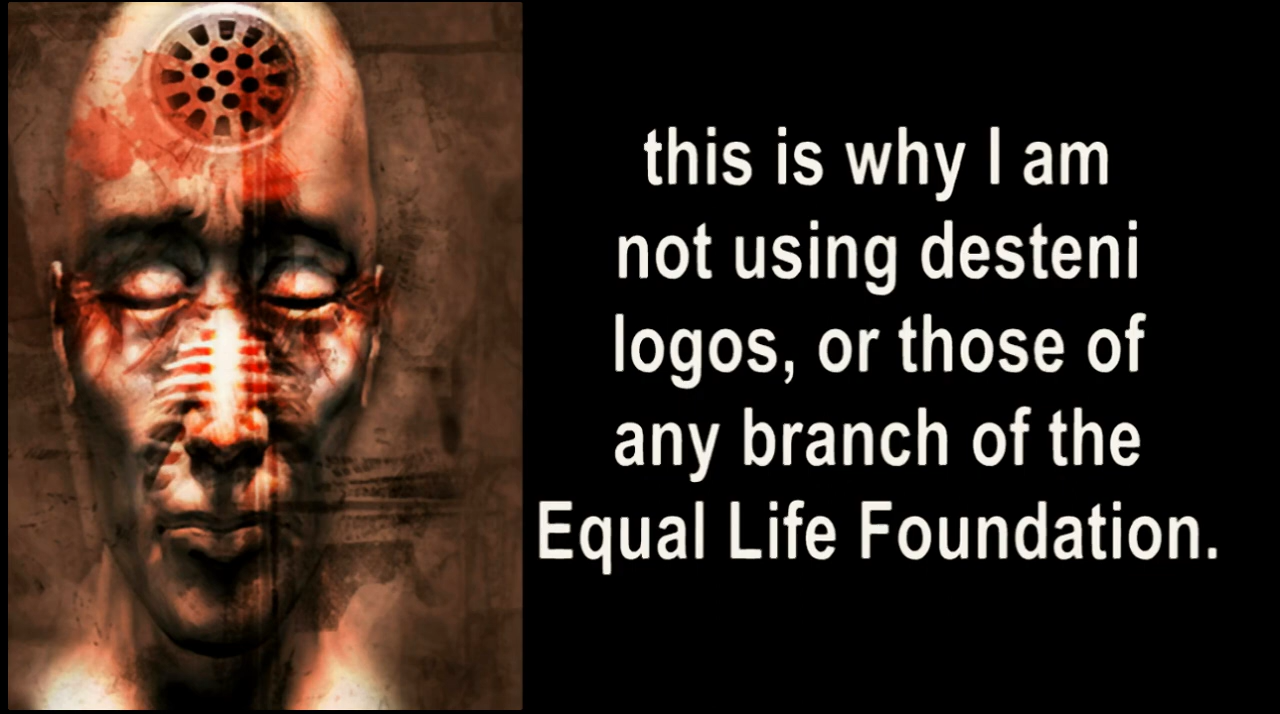 this is why I am
not using desteni
logos, or those of
any branch of the
Equal Life Foundation.